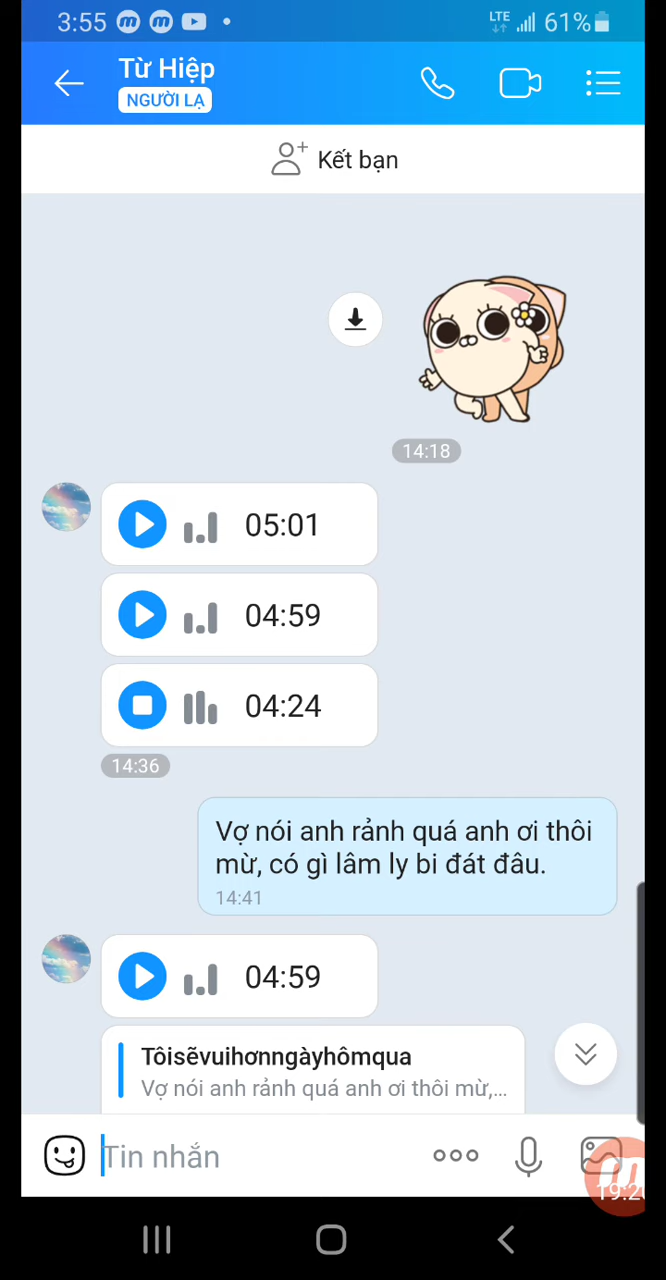 3:55
LTE
61%
Từ Hiệp
NGƯỜI LẠ
Kết bạn
14:18
05:01
04:59
04:24
14:36
Vợ nói anh rảnh quá anh ơi thôi
mừ, có gì lâm ly bi đát đâu.
14:41
04:59
Tôisẽvuihơnngàyhômqua
Vợ nói anh rảnh quá anh ơi thôi mừ,...
Tin nhắn